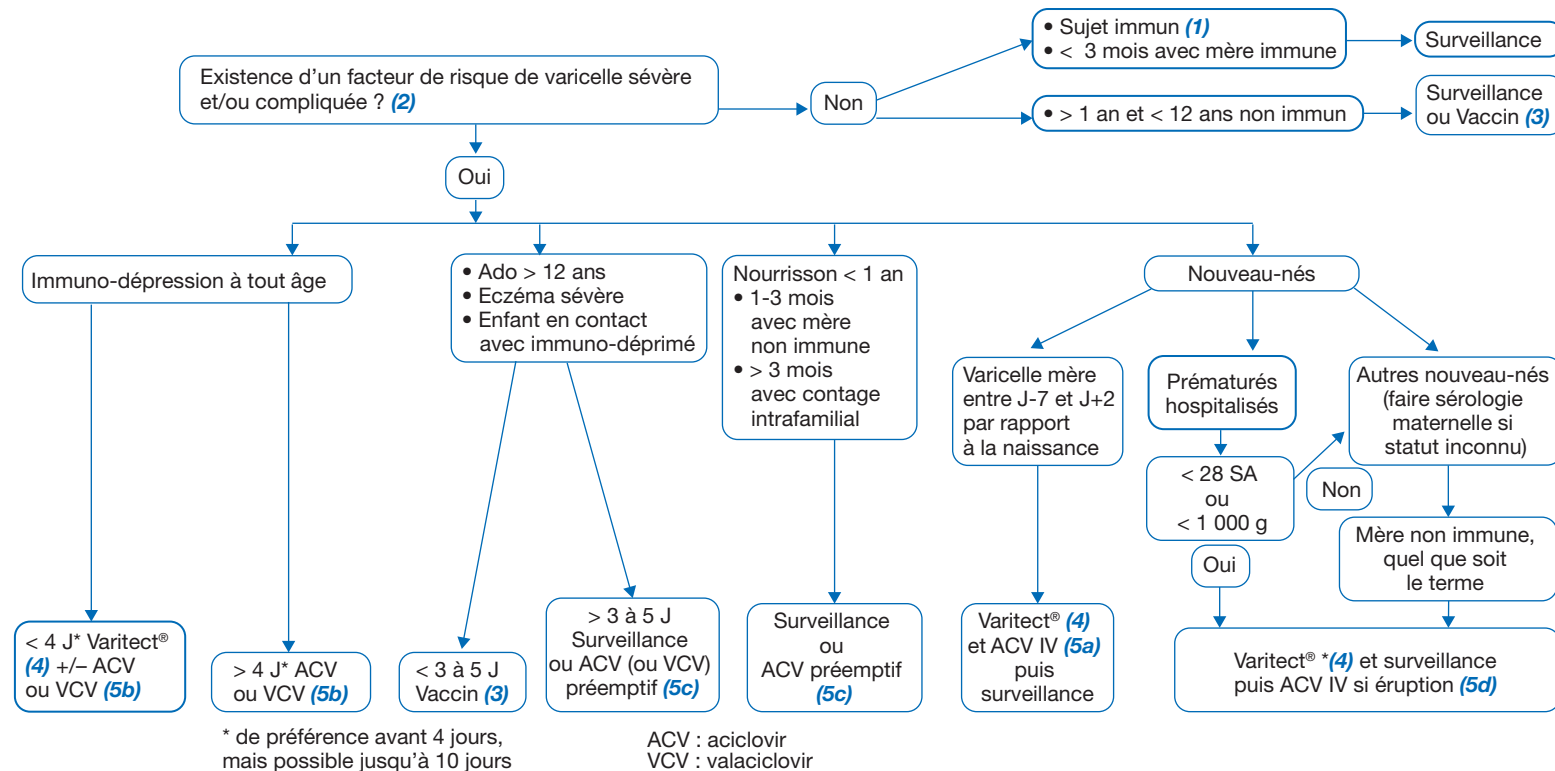 Existence d'un facteur de risque de varicelle sévère
et/ou compliquée ? (2)
Non
• Sujet immun (1)
• < 3 mois avec mère immune
Surveillance
• > 1 an et < 12 ans non immun
Surveillance
ou Vaccin (3)
Oui
Immuno-dépression à tout âge
• Ado > 12 ans
• Eczéma sévère
• Enfant en contact
avec immuno-déprimé
Nourrisson < 1 an
• 1-3 mois
avec mère
non immune
• > 3 mois
avec contage
intrafamilial
Nouveau-nés
Varicelle mère
entre J-7 et J+2
par rapport
à la naissance
Prématurés
hospitalisés
Autres nouveau-nés
(faire sérologie
maternelle si
statut inconnu)
< 28 SA
ou
< 1 000 g
Non
Oui
Mère non immune,
quel que soit
le terme
< 4 J* Varitect®
(4) +/– ACV
ou VCV (5b)
> 4 J* ACV
ou VCV (5b)
< 3 à 5 J
Vaccin (3)
> 3 à 5 J
Surveillance
ou ACV (ou VCV)
préemptif (5c)
Surveillance
ou
ACV préemptif
(5c)
Varitect® (4)
et ACV IV (5a)
puis
surveillance
Varitect® *(4) et surveillance
puis ACV IV si éruption (5d)
* de préférence avant 4 jours,
mais possible jusqu'à 10 jours
ACV : aciclovir
VCV : valaciclovir